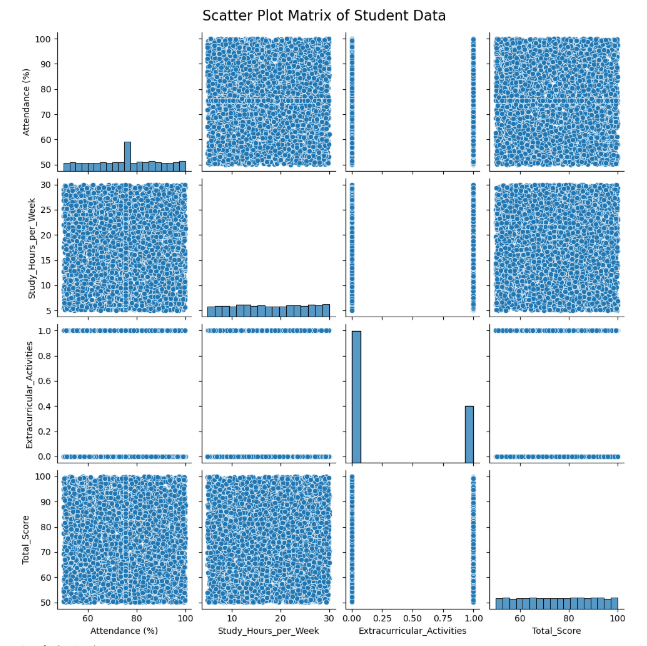 Scatter Plot Matrix of Student Data
100
90
80
70
60
50
Attendance (%)
30
25
20
15
10
5
Study_Hours_per_Week
1.0
0.8
0.6
0.4
0.2
0.0
Extracurricular_Activities
100
90
80
70
60
50
Total_Score
60 80 100
10 20 30
0.00 0.25 0.50 0.75 1.00
60 80 100
Attendance (%) Study_Hours_per_Week Extracurricular_Activities Total_Score